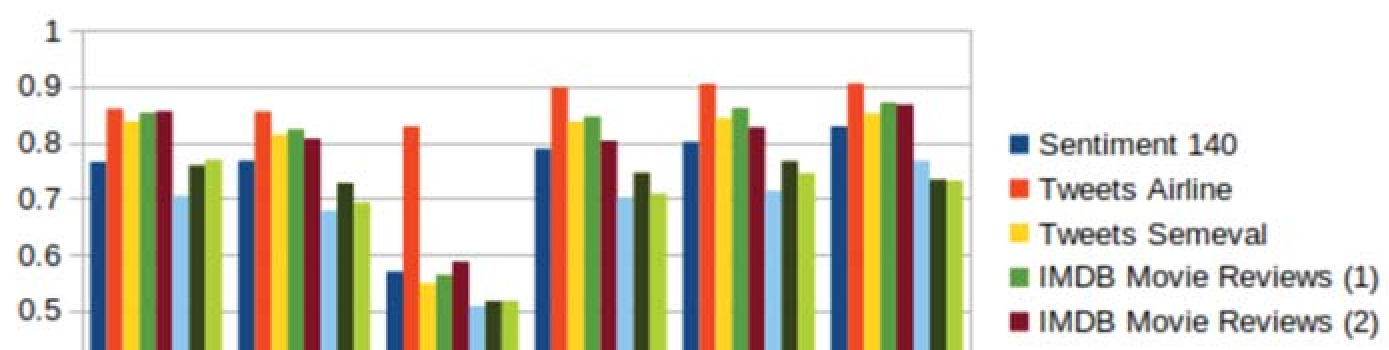 1
0.9
0.8
0.7
0.6
0.5
Sentiment 140
Tweets Airline
Tweets Semeval
IMDB Movie Reviews (1)
IMDB Movie Reviews (2)